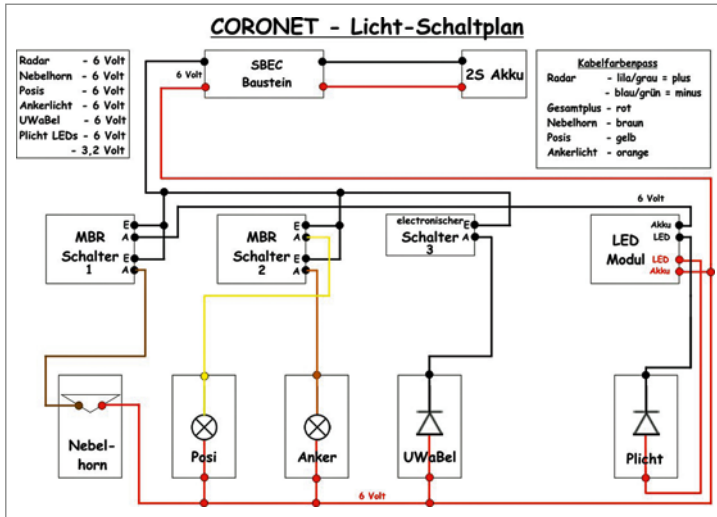 CORONET - Licht-Schaltplan
Radar - 6 Volt
Nebelhorn - 6 Volt
Posis - 6 Volt
Ankerlicht - 6 Volt
UWaBel - 6 Volt
Plicht LEDs - 6 Volt
- 3,2 Volt
6 Volt
SBEC
Baustein
2S Akku
Kabelfarbenpass
Radar - lila/grau = plus
- blau/grün = minus
Gesamtplus - rot
Nebelhorn - braun
Posis - gelb
Ankerlicht - orange
6 Volt
MBR
Schalter
1
E
A
E
A
MBR
Schalter
2
E
A
E
A
electronischer
Schalter
3
E
A
LED
Modul
Akku
LED
LED
Akku
Nebel-
horn
Posi
Anker
UWaBel
Plicht
6 Volt